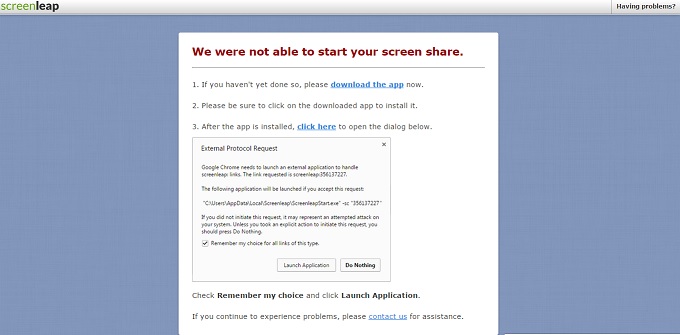 screenleap
Having problems?
We were not able to start your screen share.
1. If you haven't yet done so, please download the app now.
2. Please be sure to click on the downloaded app to install it.
3. After the app is installed, click here to open the dialog below.
External Protocol Request
Google Chrome needs to launch an external application to handle
screenleap: links. The link requested is screenleap:356137227.
The following application will be launched if you accept this request:
"C:\Users\AppData\Local\Screenleap\ScreenleapStart.exe" -sc "356137227"
If you did not initiate this request, it may represent an attempted attack on
your system. Unless you took an explicit action to initiate this request, you
should press Do Nothing.
Remember my choice for all links of this type.
Launch Application
Do Nothing
Check Remember my choice and click Launch Application.
If you continue to experience problems, please contact us for assistance.